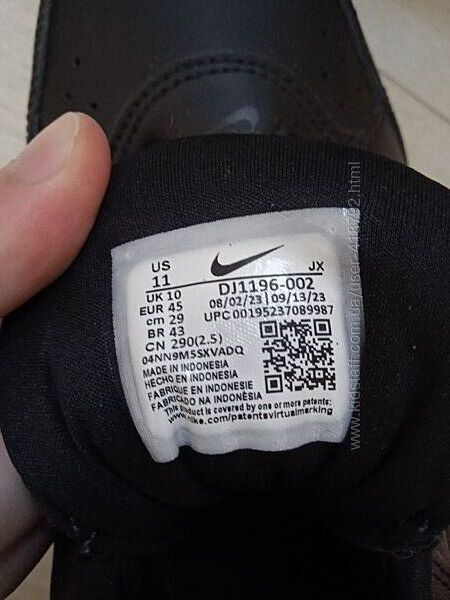 US
11
JX
UK 10
DJ1196-002
EUR 45
08/02/23 09/13/23
cm 29
UPC 00195237089987
BR 43
CN 290(2.5)
04NN9M5SXVADQ
MADE IN INDONESIA
HECHO EN INDONESIA
FABRIQUE EN INDONESIE
FABRICADO NA INDONÉSIA
This product is covered by one or more patents:
www.nike.com/patentsvirtualmarking